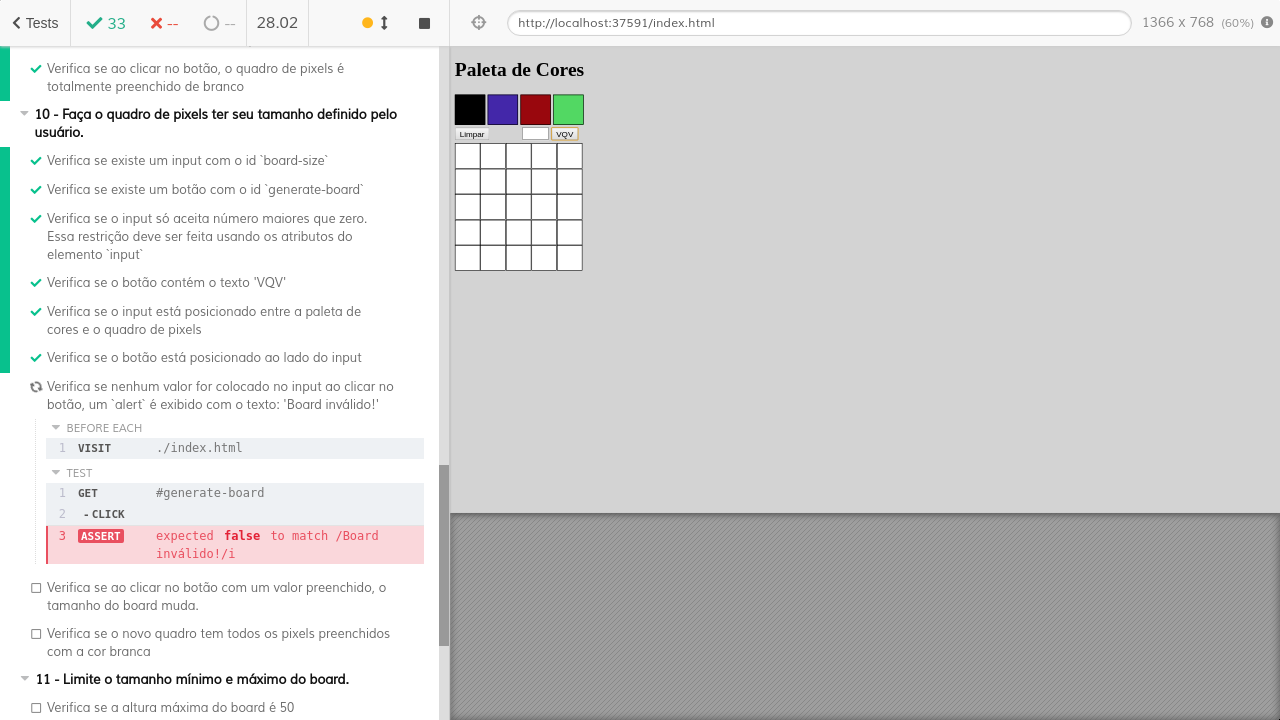 Tests 33 -- -- 28.02 http://localhost:37591/index.html 1366 x 768 (60%)
Verifica se ao clicar no botão, o quadro de pixels é
totalmente preenchido de branco
10 - Faça o quadro de pixels ter seu tamanho definido pelo
usuário.
Verifica se existe um input com o id `board-size`
Verifica se existe um botão com o id `generate-board`
Verifica se o input só aceita número maiores que zero.
Essa restrição deve ser feita usando os atributos do
elemento `input`
Verifica se o botão contém o texto 'VQV'
Verifica se o input está posicionado entre a paleta de
cores e o quadro de pixels
Verifica se o botão está posicionado ao lado do input
Verifica se nenhum valor for colocado no input ao clicar no
botão, um `alert` é exibido com o texto: 'Board inválido!'
BEFORE EACH
1 VISIT ./index.html
TEST
1 GET #generate-board
2 - CLICK
3 ASSERT expected false to match /Board
inválido!/i
Verifica se ao clicar no botão com um valor preenchido, o
tamanho do board muda.
Verifica se o novo quadro tem todos os pixels preenchidos
com a cor branca
11 - Limite o tamanho mínimo e máximo do board.
Verifica se a altura máxima do board é 50
Paleta de Cores
Limpar VQV